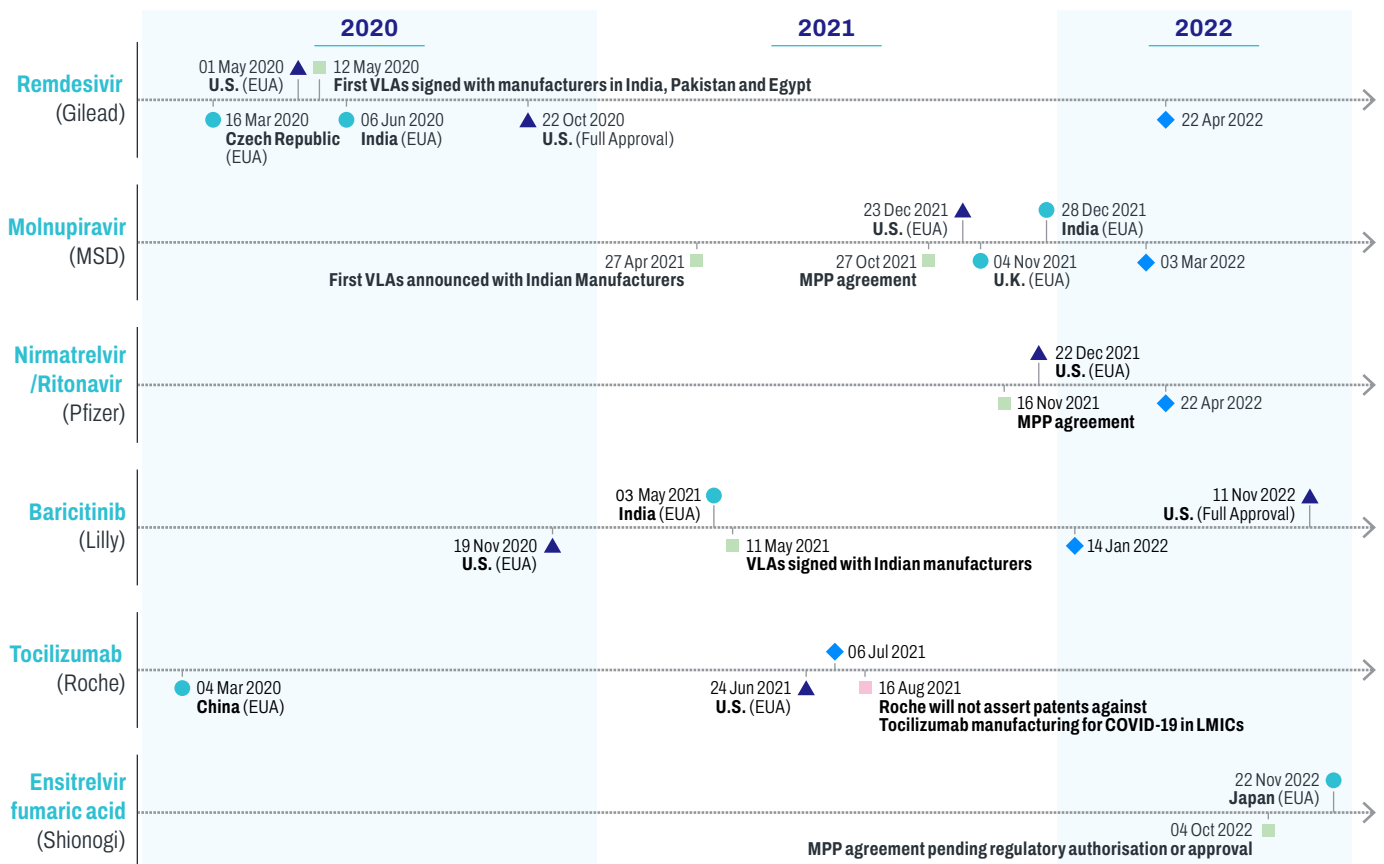 2020
2021
2022
Remdesivir
(Gilead)
01 May 2020
U.S. (EUA)
12 May 2020
First VLAs signed with manufacturers in India, Pakistan and Egypt
16 Mar 2020
Czech Republic
(EUA)
06 Jun 2020
India (EUA)
22 Oct 2020
U.S. (Full Approval)
22 Apr 2022
Molnupiravir
(MSD)
23 Dec 2021
U.S. (EUA)
28 Dec 2021
India (EUA)
27 Apr 2021
First VLAs announced with Indian Manufacturers
27 Oct 2021
MPP agreement
04 Nov 2021
U.K. (EUA)
03 Mar 2022
Nirmatrelvir
/Ritonavir
(Pfizer)
22 Dec 2021
U.S. (EUA)
16 Nov 2021
MPP agreement
22 Apr 2022
Baricitinib
(Lilly)
03 May 2021
India (EUA)
11 Nov 2022
U.S. (Full Approval)
19 Nov 2020
U.S. (EUA)
11 May 2021
VLAs signed with Indian manufacturers
14 Jan 2022
Tocilizumab
(Roche)
06 Jul 2021
04 Mar 2020
China (EUA)
24 Jun 2021
U.S. (EUA)
16 Aug 2021
Roche will not assert patents against
Tocilizumab manufacturing for COVID-19 in LMICs
Ensitrelvir
fumaric acid
(Shionogi)
22 Nov 2022
Japan (EUA)
04 Oct 2022
MPP agreement pending regulatory authorisation or approval